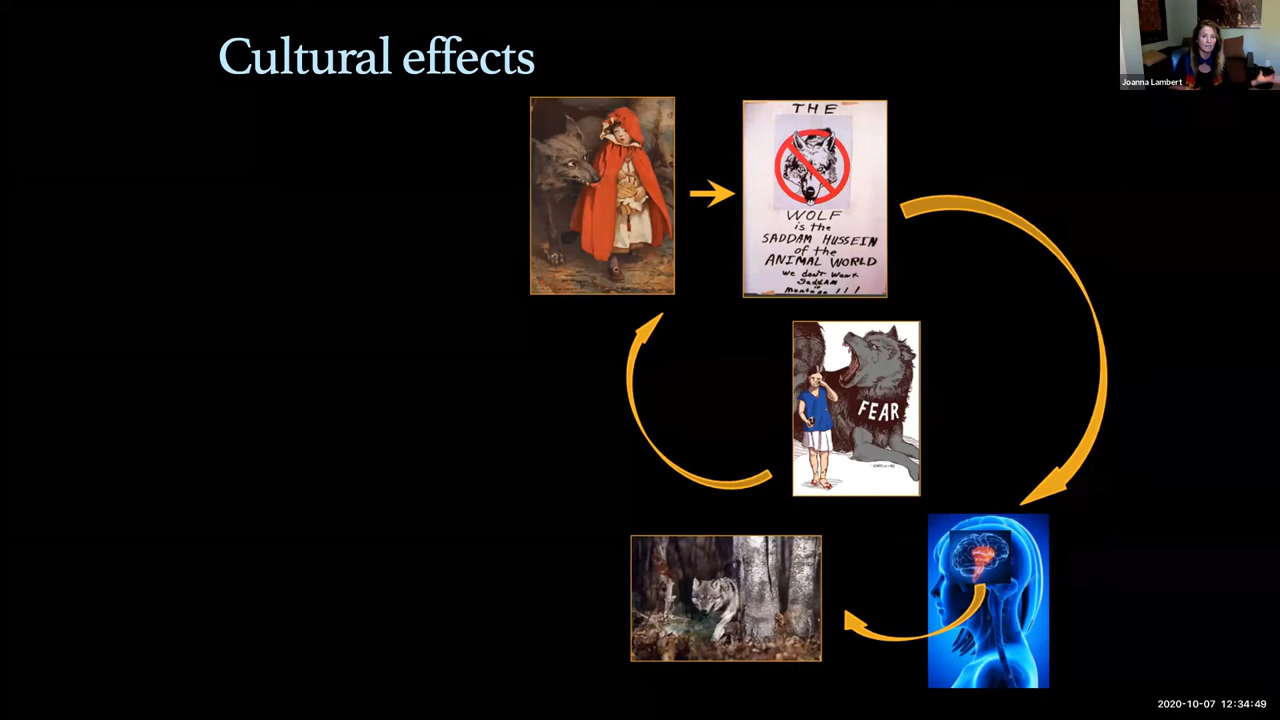 Cultural effects
Joanna Lambert
THE
WOLF
is the
SADDAM HUSSEIN
of the
ANIMAL WORLD
We don't want
Saddam
in
Montana !!!
FEAR
2020-10-07 12:34:49